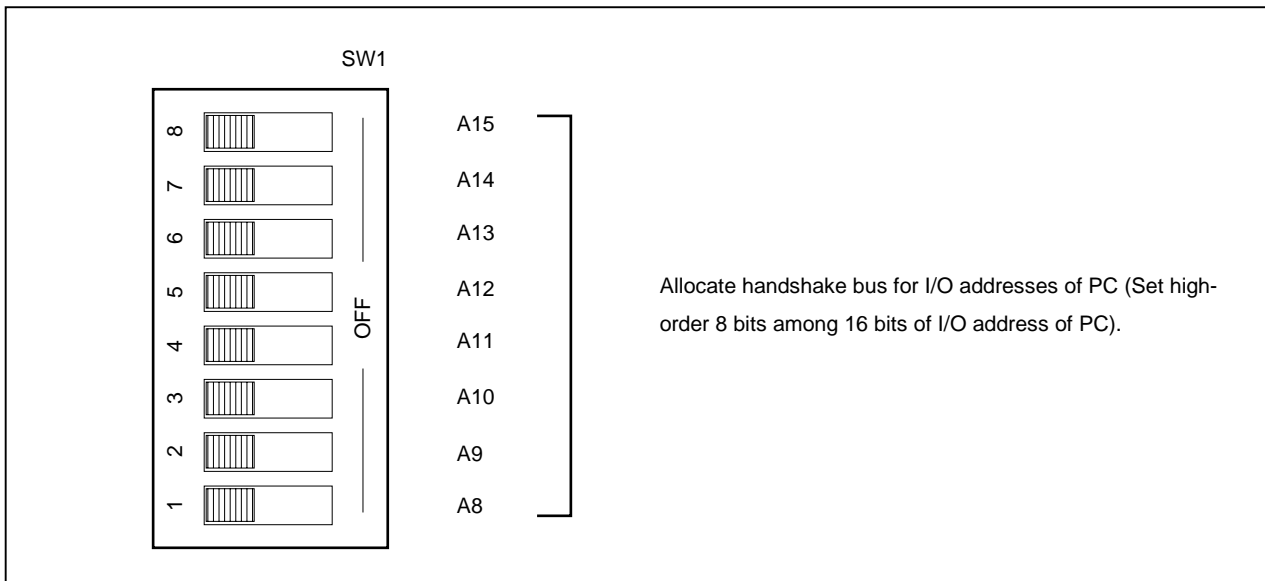 SW1
8 A15
7 A14
6 A13
5 A12
4 A11
3 A10
2 A9
1 A8
OFF
Allocate handshake bus for I/O addresses of PC (Set high-
order 8 bits among 16 bits of I/O address of PC).